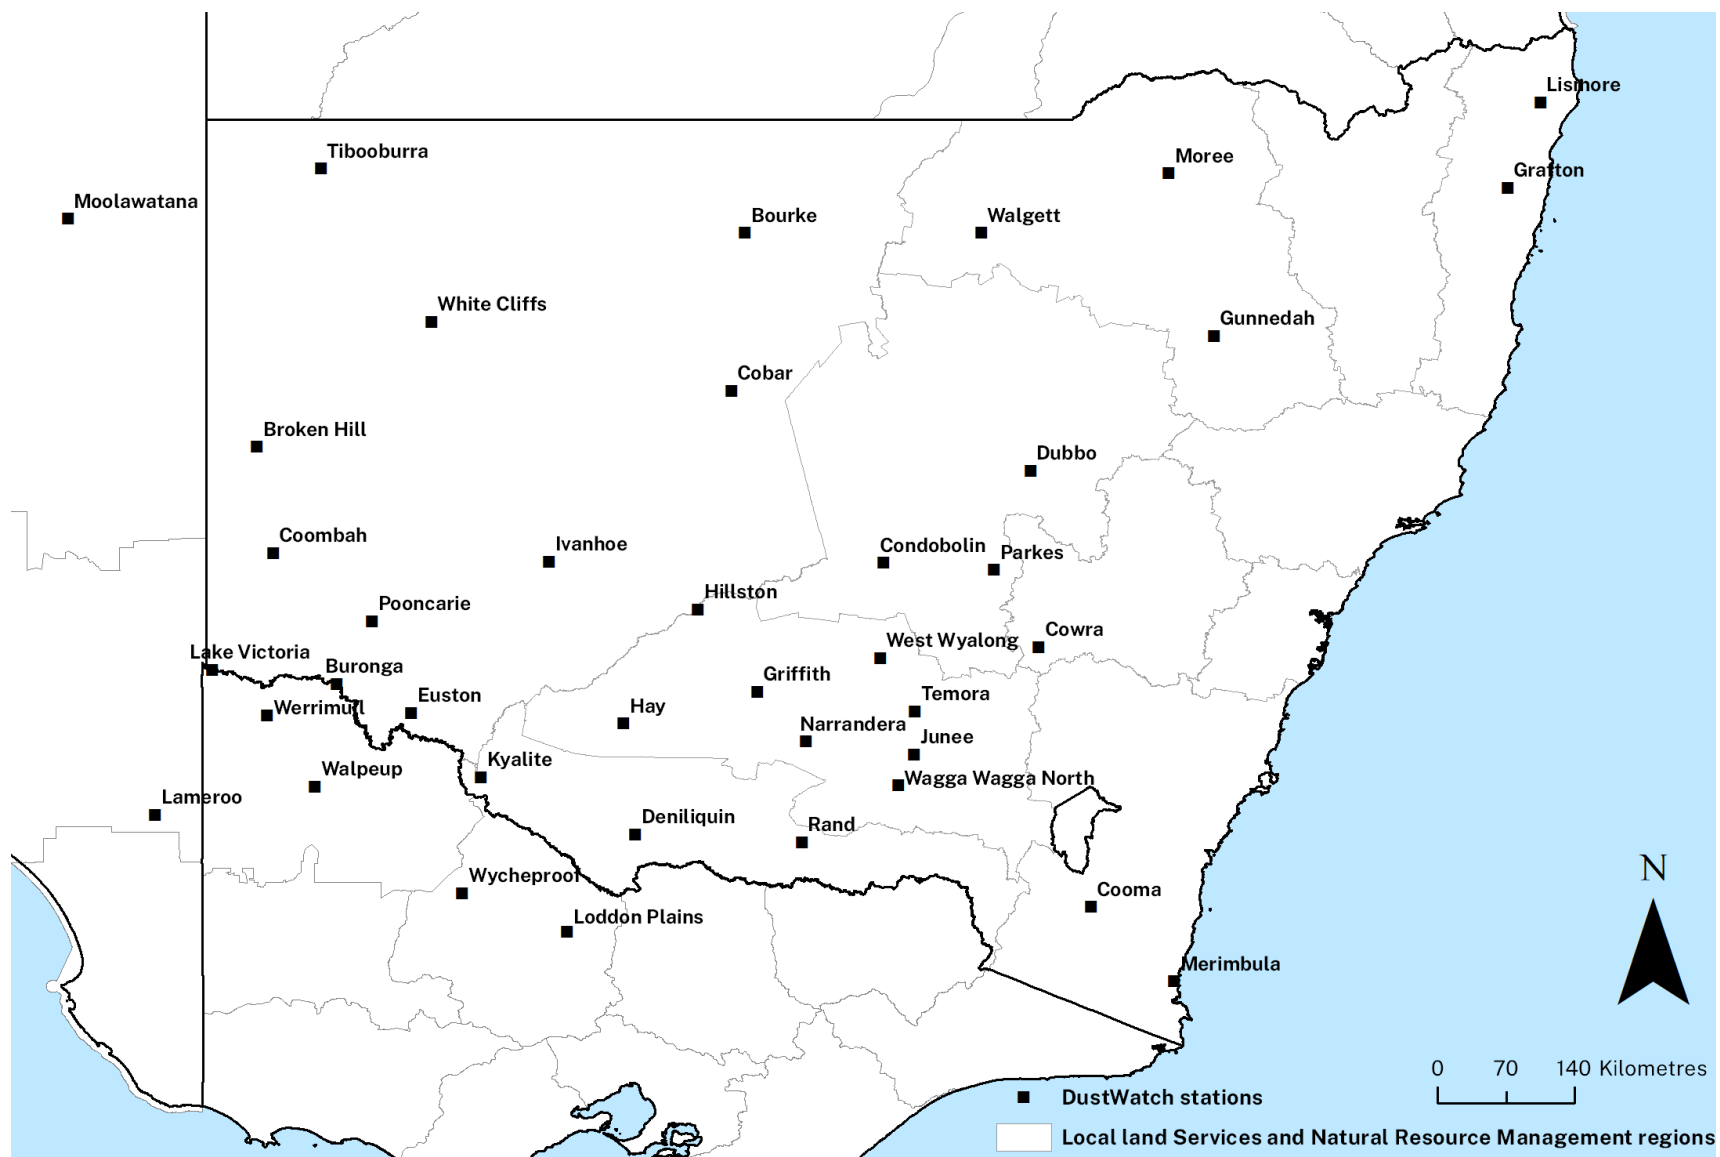 Lismore
Tibooburra
Moree
Grafton
Moolawatana
Bourke
Walgett
White Cliffs
Gunnedah
Cobar
Broken Hill
Dubbo
Coombah
Ivanhoe
Condobolin
Parkes
Hillston
Pooncarie
Cowra
West Wyalong
Lake Victoria
Buronga
Griffith
Euston
Temora
Werrimull
Hay
Narrandera
Junee
Kyalite
Walpeup
Wagga Wagga North
Lameroo
Deniliquin
Rand
N
Wycheproof
Cooma
Loddon Plains
Merimbula
0 70 140 Kilometres
DustWatch stations
Local land Services and Natural Resource Management regions